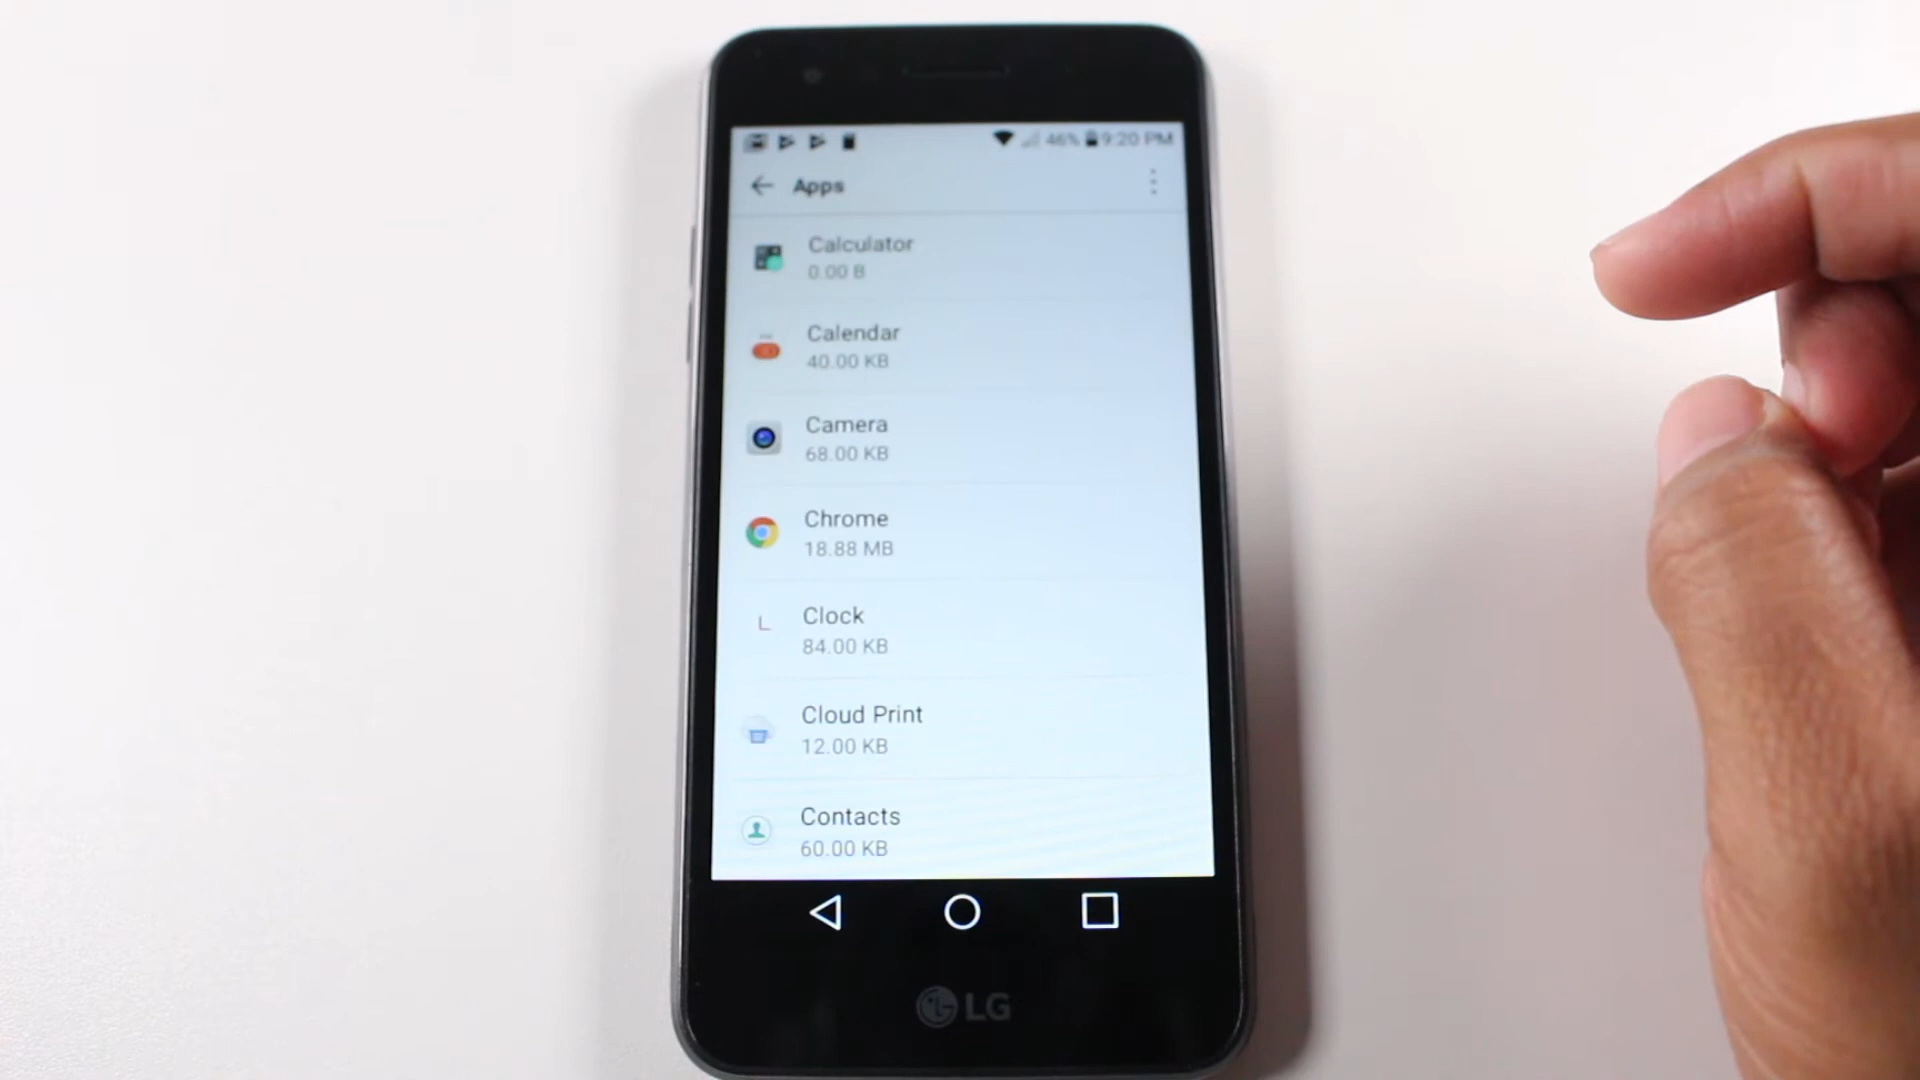 46% 9:20 PM
Apps
Calculator
0.00 B
Calendar
40.00 KB
Camera
68.00 KB
Chrome
18.88 MB
Clock
84.00 KB
Cloud Print
12.00 KB
Contacts
60.00 KB
LG